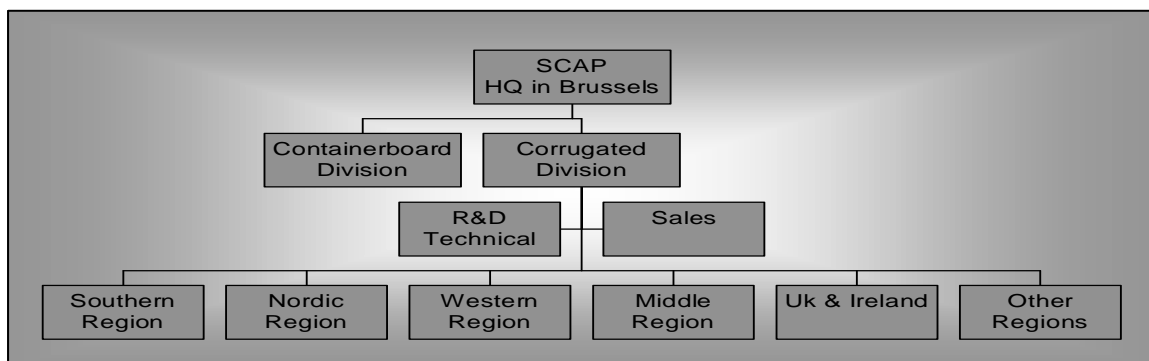 SCAP
HQ in Brussels
Containerboard
Division
Corrugated
Division
R&D
Technical
Sales
Southern
Region
Nordic
Region
Western
Region
Middle
Region
Uk & Ireland
Other
Regions